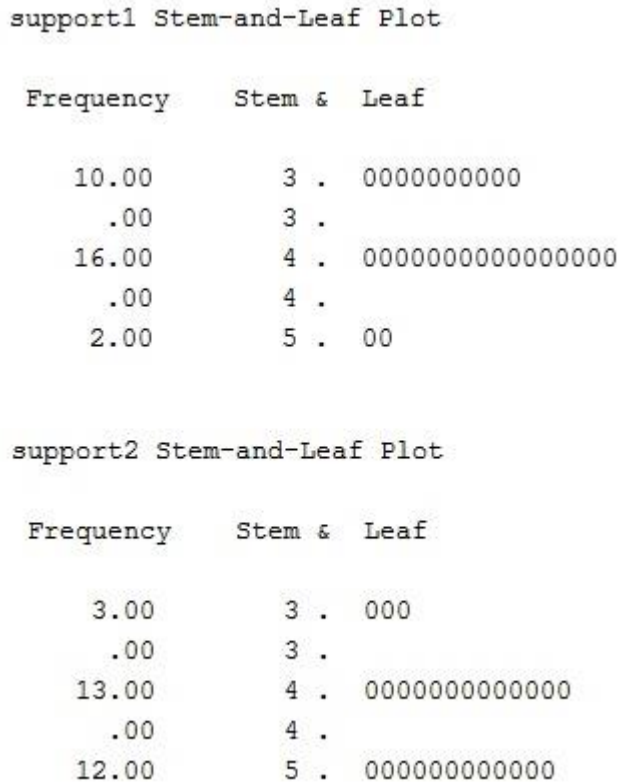 support1 Stem-and-Leaf Plot
Frequency Stem & Leaf
10.00 3 . 0000000000
.00 3 .
16.00 4 . 0000000000000000
.00 4 .
2.00 5 . 00
support2 Stem-and-Leaf Plot
Frequency Stem & Leaf
3.00 3 . 000
.00 3 .
13.00 4 . 0000000000000
.00 4 .
12.00 5 . 000000000000